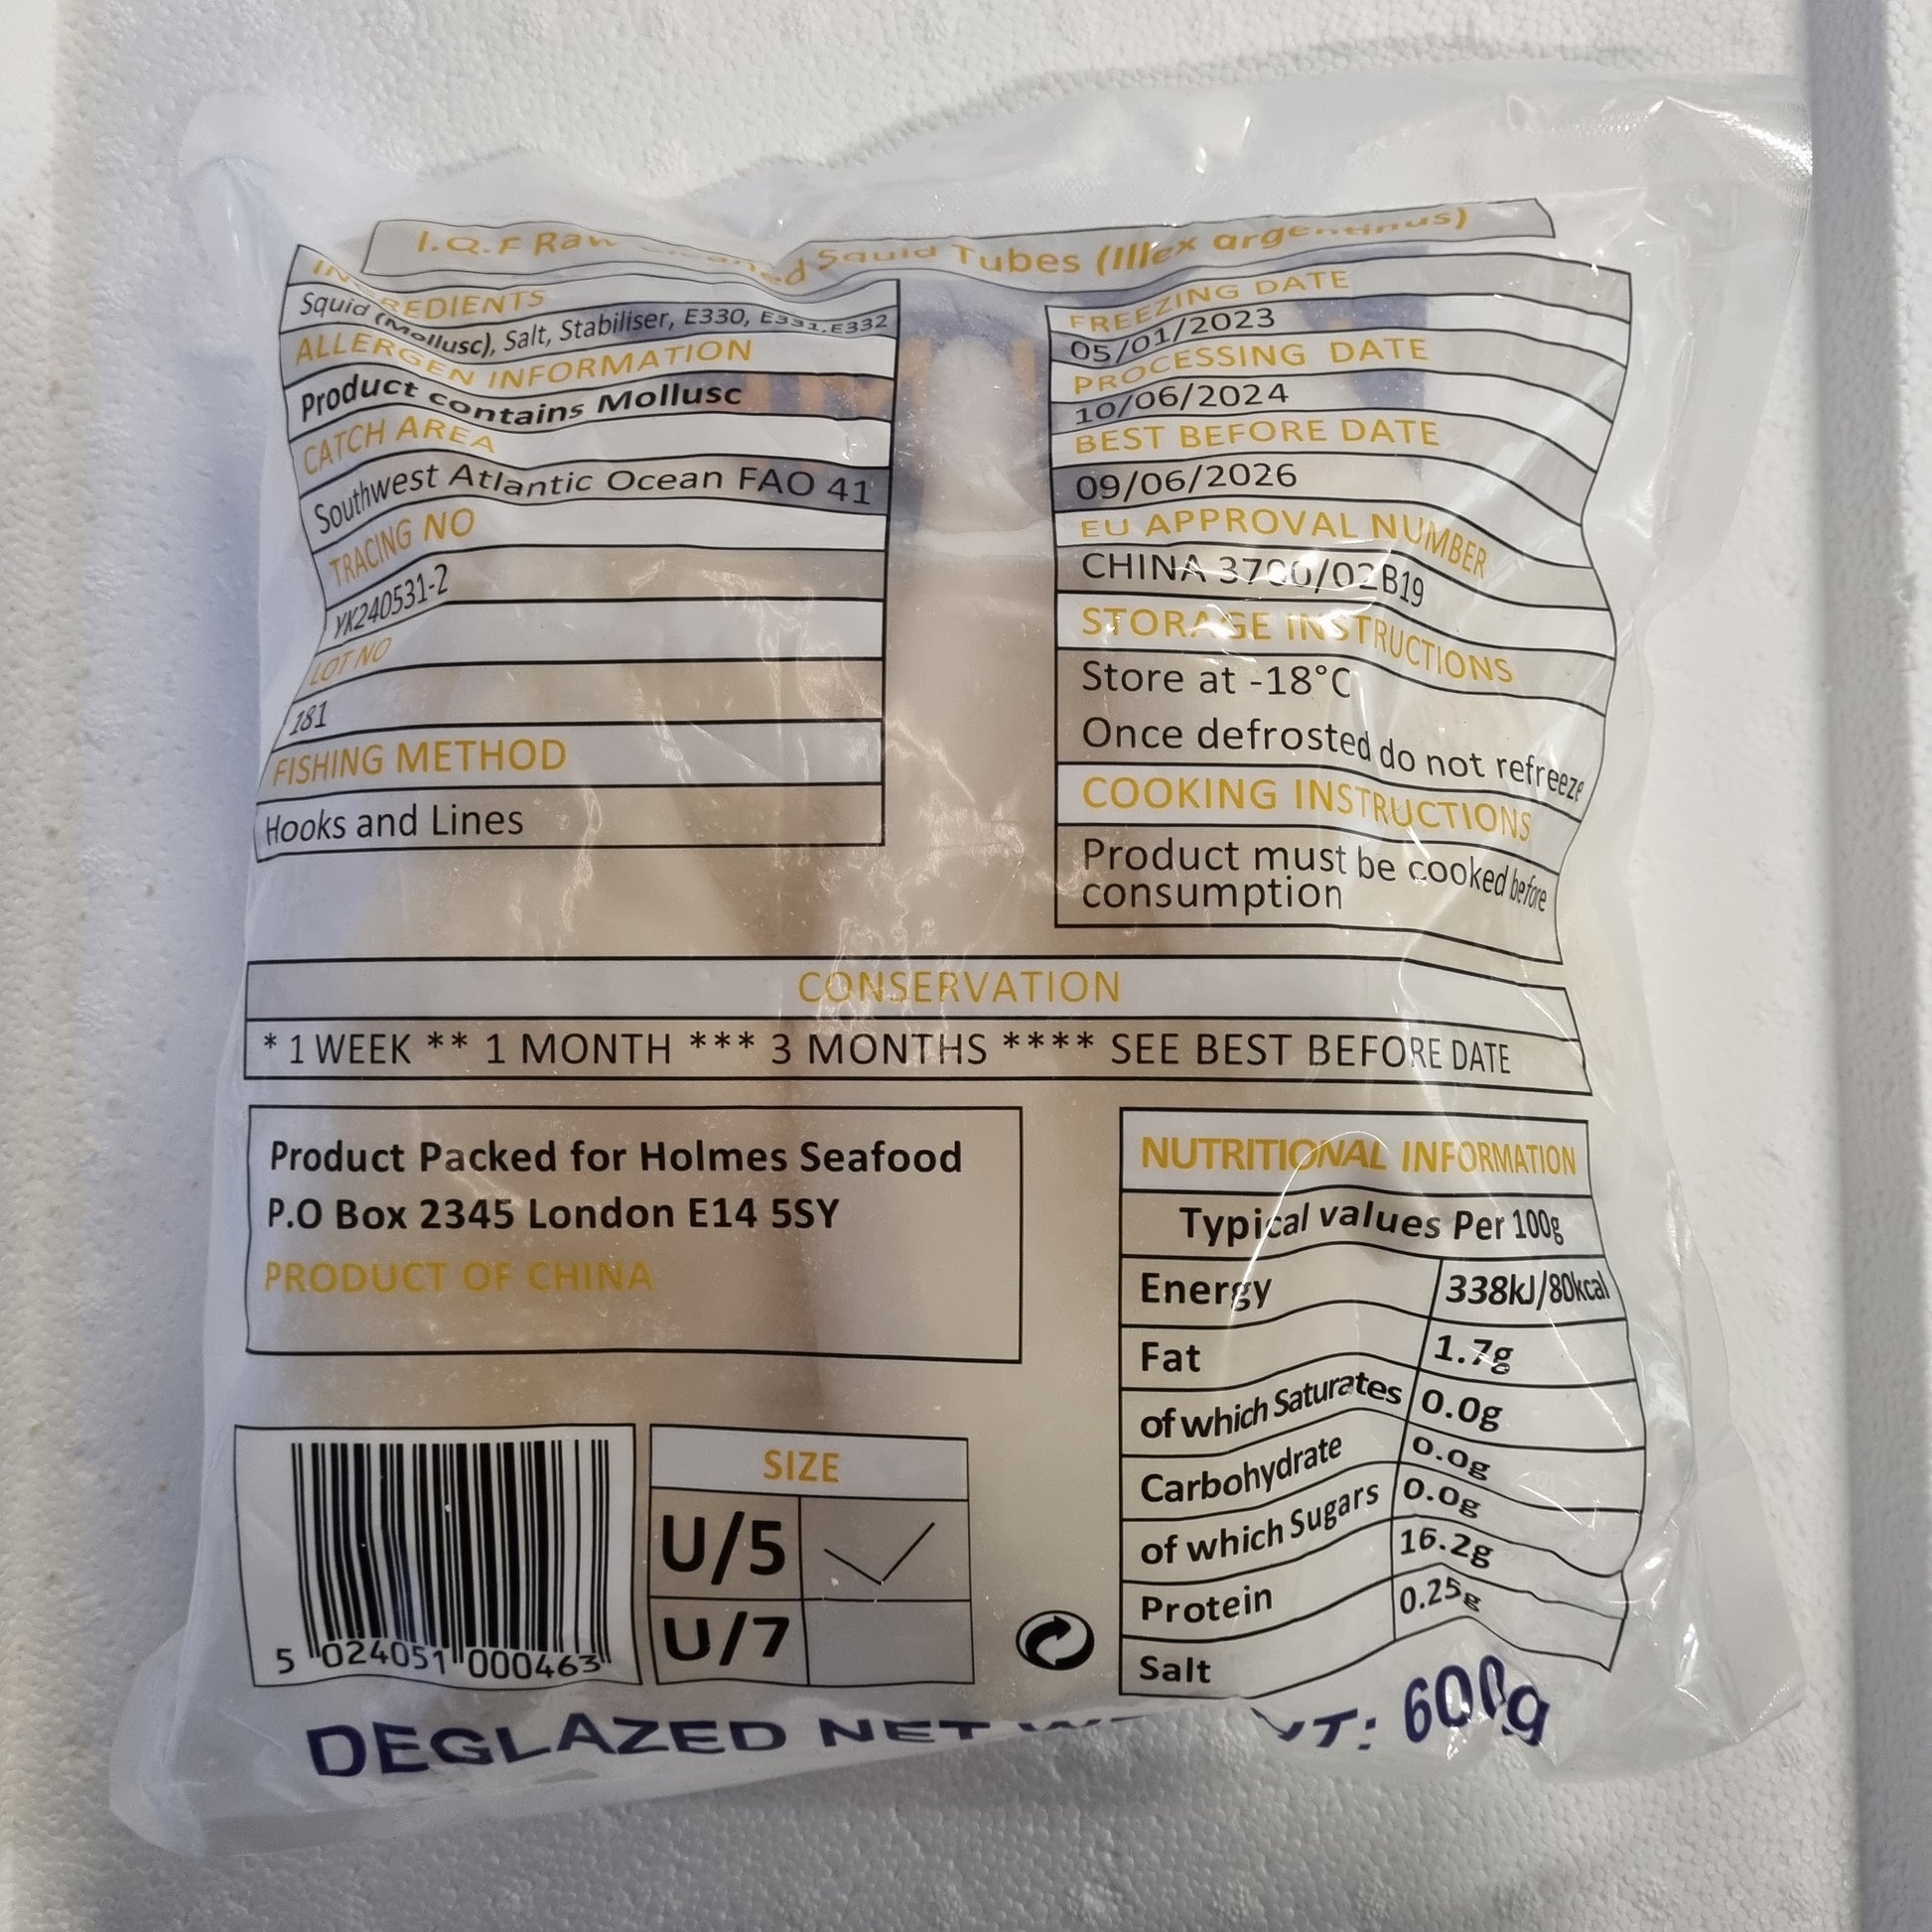 I.Q.F Raw Cleaned Squid Tubes (Illex argentinus)
INGREDIENTS
Squid (Mollusc), Salt, Stabiliser, E330, E331,E332
ALLERGEN INFORMATION
Product contains Mollusc
CATCH AREA
Southwest Atlantic Ocean FAO 41
TRACING NO
YK240531-2
LOT NO
181
FISHING METHOD
Hooks and Lines
FREEZING DATE
05/01/2023
PROCESSING DATE
10/06/2024
BEST BEFORE DATE
09/06/2026
EU APPROVAL NUMBER
CHINA 3700/02B19
STORAGE INSTRUCTIONS
Store at -18°C
Once defrosted do not refreeze
COOKING INSTRUCTIONS
Product must be cooked before
consumption
CONSERVATION
* 1 WEEK ** 1 MONTH *** 3 MONTHS **** SEE BEST BEFORE DATE
Product Packed for Holmes Seafood
P.O Box 2345 London E14 5SY
PRODUCT OF CHINA
NUTRITIONAL INFORMATION
Typical values Per 100g
Energy 338kJ/80kcal
Fat 1.7g
of which Saturates 0.0g
Carbohydrate 0.0g
of which Sugars 0.0g
Protein 16.2g
Salt 0.25g
SIZE
U/5
U/7
5 024051 000463
DEGLAZED NET WT: 600g